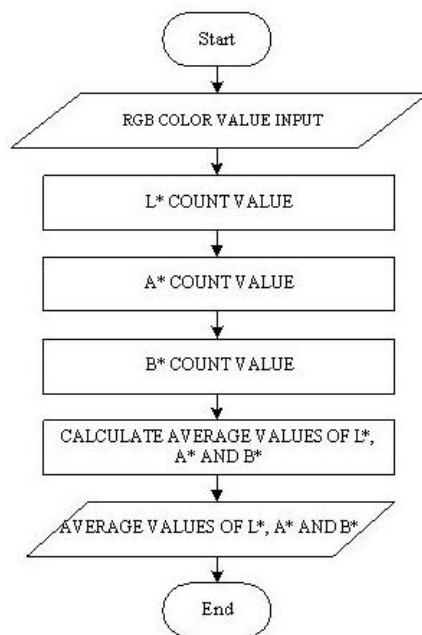 Start
RGB COLOR VALUE INPUT
L* COUNT VALUE
A* COUNT VALUE
B* COUNT VALUE
CALCULATE AVERAGE VALUES OF L*,
A* AND B*
AVERAGE VALUES OF L*, A* AND B*
End